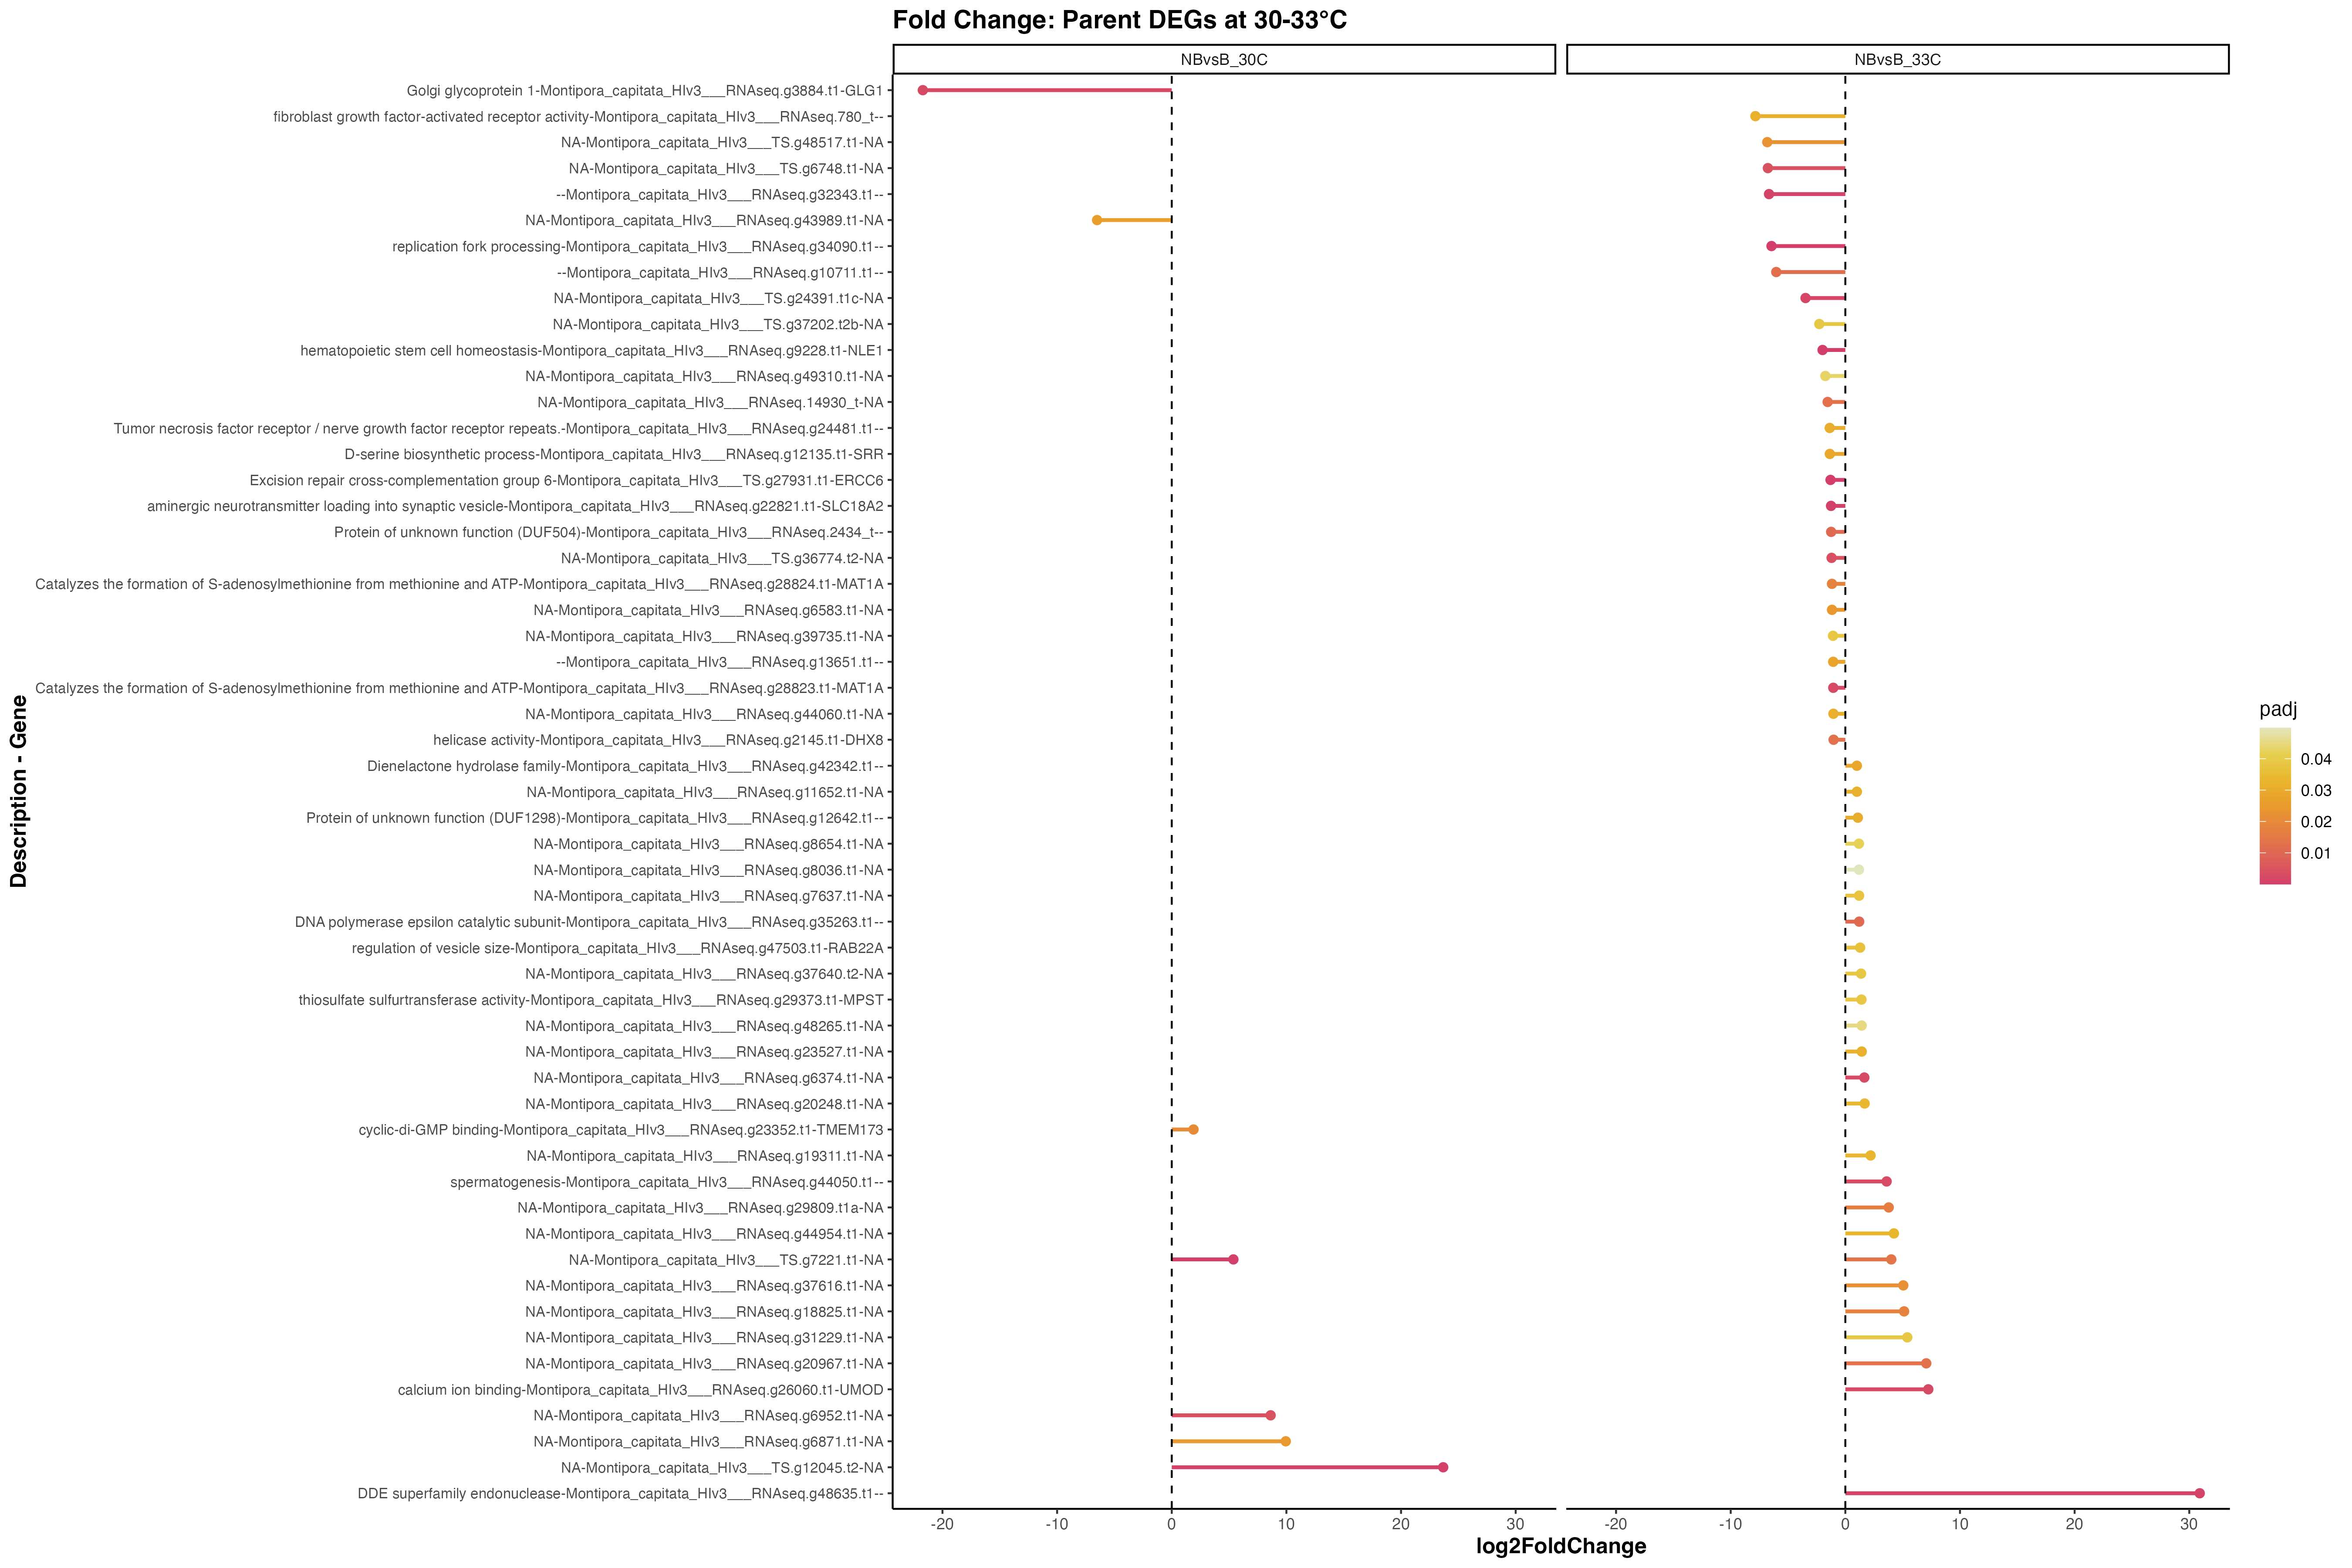 Fold Change: Parent DEGs at 30-33°C
NBvsB_30C
NBvsB_33C
Golgi glycoprotein 1-Montipora_capitata_HIv3___RNAseq.g3884.t1-GLG1
fibroblast growth factor-activated receptor activity-Montipora_capitata_HIv3___RNAseq.780_t--
NA-Montipora_capitata_HIv3___TS.g48517.t1-NA
NA-Montipora_capitata_HIv3___TS.g6748.t1-NA
--Montipora_capitata_HIv3___RNAseq.g32343.t1--
NA-Montipora_capitata_HIv3___RNAseq.g43989.t1-NA
replication fork processing-Montipora_capitata_HIv3___RNAseq.g34090.t1--
--Montipora_capitata_HIv3___RNAseq.g10711.t1--
NA-Montipora_capitata_HIv3___TS.g24391.t1c-NA
NA-Montipora_capitata_HIv3___TS.g37202.t2b-NA
hematopoietic stem cell homeostasis-Montipora_capitata_HIv3___RNAseq.g9228.t1-NLE1
NA-Montipora_capitata_HIv3___RNAseq.g49310.t1-NA
NA-Montipora_capitata_HIv3___RNAseq.14930_t-NA
Tumor necrosis factor receptor / nerve growth factor receptor repeats.-Montipora_capitata_HIv3___RNAseq.g24481.t1--
D-serine biosynthetic process-Montipora_capitata_HIv3___RNAseq.g12135.t1-SRR
Excision repair cross-complementation group 6-Montipora_capitata_HIv3___TS.g27931.t1-ERCC6
aminergic neurotransmitter loading into synaptic vesicle-Montipora_capitata_HIv3___RNAseq.g22821.t1-SLC18A2
Protein of unknown function (DUF504)-Montipora_capitata_HIv3___RNAseq.2434_t--
NA-Montipora_capitata_HIv3___TS.g36774.t2-NA
Catalyzes the formation of S-adenosylmethionine from methionine and ATP-Montipora_capitata_HIv3___RNAseq.g28824.t1-MAT1A
NA-Montipora_capitata_HIv3___RNAseq.g6583.t1-NA
NA-Montipora_capitata_HIv3___RNAseq.g39735.t1-NA
--Montipora_capitata_HIv3___RNAseq.g13651.t1--
Catalyzes the formation of S-adenosylmethionine from methionine and ATP-Montipora_capitata_HIv3___RNAseq.g28823.t1-MAT1A
NA-Montipora_capitata_HIv3___RNAseq.g44060.t1-NA
helicase activity-Montipora_capitata_HIv3___RNAseq.g2145.t1-DHX8
Dienelactone hydrolase family-Montipora_capitata_HIv3___RNAseq.g42342.t1--
NA-Montipora_capitata_HIv3___RNAseq.g11652.t1-NA
Protein of unknown function (DUF1298)-Montipora_capitata_HIv3___RNAseq.g12642.t1--
NA-Montipora_capitata_HIv3___RNAseq.g8654.t1-NA
NA-Montipora_capitata_HIv3___RNAseq.g8036.t1-NA
NA-Montipora_capitata_HIv3___RNAseq.g7637.t1-NA
DNA polymerase epsilon catalytic subunit-Montipora_capitata_HIv3___RNAseq.g35263.t1--
regulation of vesicle size-Montipora_capitata_HIv3___RNAseq.g47503.t1-RAB22A
NA-Montipora_capitata_HIv3___RNAseq.g37640.t2-NA
thiosulfate sulfurtransferase activity-Montipora_capitata_HIv3___RNAseq.g29373.t1-MPST
NA-Montipora_capitata_HIv3___RNAseq.g48265.t1-NA
NA-Montipora_capitata_HIv3___RNAseq.g23527.t1-NA
NA-Montipora_capitata_HIv3___RNAseq.g6374.t1-NA
NA-Montipora_capitata_HIv3___RNAseq.g20248.t1-NA
cyclic-di-GMP binding-Montipora_capitata_HIv3___RNAseq.g23352.t1-TMEM173
NA-Montipora_capitata_HIv3___RNAseq.g19311.t1-NA
spermatogenesis-Montipora_capitata_HIv3___RNAseq.g44050.t1--
NA-Montipora_capitata_HIv3___RNAseq.g29809.t1a-NA
NA-Montipora_capitata_HIv3___RNAseq.g44954.t1-NA
NA-Montipora_capitata_HIv3___TS.g7221.t1-NA
NA-Montipora_capitata_HIv3___RNAseq.g37616.t1-NA
NA-Montipora_capitata_HIv3___RNAseq.g18825.t1-NA
NA-Montipora_capitata_HIv3___RNAseq.g31229.t1-NA
NA-Montipora_capitata_HIv3___RNAseq.g20967.t1-NA
calcium ion binding-Montipora_capitata_HIv3___RNAseq.g26060.t1-UMOD
NA-Montipora_capitata_HIv3___RNAseq.g6952.t1-NA
NA-Montipora_capitata_HIv3___RNAseq.g6871.t1-NA
NA-Montipora_capitata_HIv3___TS.g12045.t2-NA
DDE superfamily endonuclease-Montipora_capitata_HIv3___RNAseq.g48635.t1--
-20 -10 0 10 20 30
-20 -10 0 10 20 30
log2FoldChange
Description - Gene
padj
0.04
0.03
0.02
0.01